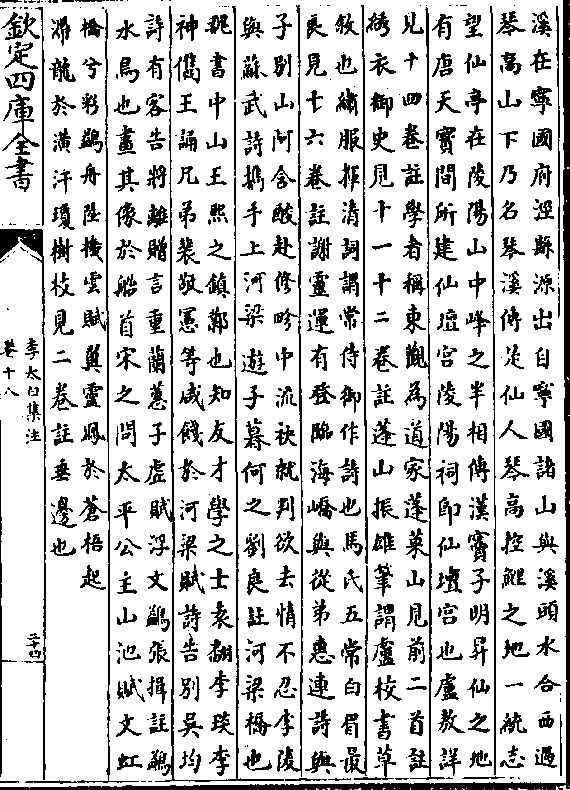 溪在寧國府涇縣源出自寧國諸山與溪頭水合西過
琴高山下乃名琴溪傳是仙人琴高控鯉之地一統志
望仙亭在陵陽山中峰之半相傳漢竇子明昇仙之地
有唐天寳間所建仙壇宮陵陽祠即仙壇宮也盧敖詳
見十四卷註學者稱東觀為道家蓬萊山見前二首註
繡衣御史見十一十二卷註蓬山振雄筆謂盧校書草
敘也繡服揮清詞謂常侍御作詩也馬氏五常白眉最
良見十六卷註謝靈運有登臨海嶠與從弟惠連詩與
子別山阿含酸赴修畛中流袂就判欲去情不忍李陵
與蘇武詩攜手上河梁遊子暮何之劉良註河梁橋也
魏書中山王熙之鎮鄴也知友才學之士袁翻李琰李
神儁王誦兄弟裴敬憲等咸餞於河梁賦詩告別吳均
詩有客告將離贈言重蘭蕙子虛賦浮文鷁張揖註鷁
水鳥也畫其像於船首宋之問太平公主山池賦文虹
橋兮彩鷁舟陸機雲賦翼靈鳳於蒼梧起
滯龍於潢汙瓊樹枝見二卷註垂邊也
欽定四庫全書
李太白集注
卷十八
二十四